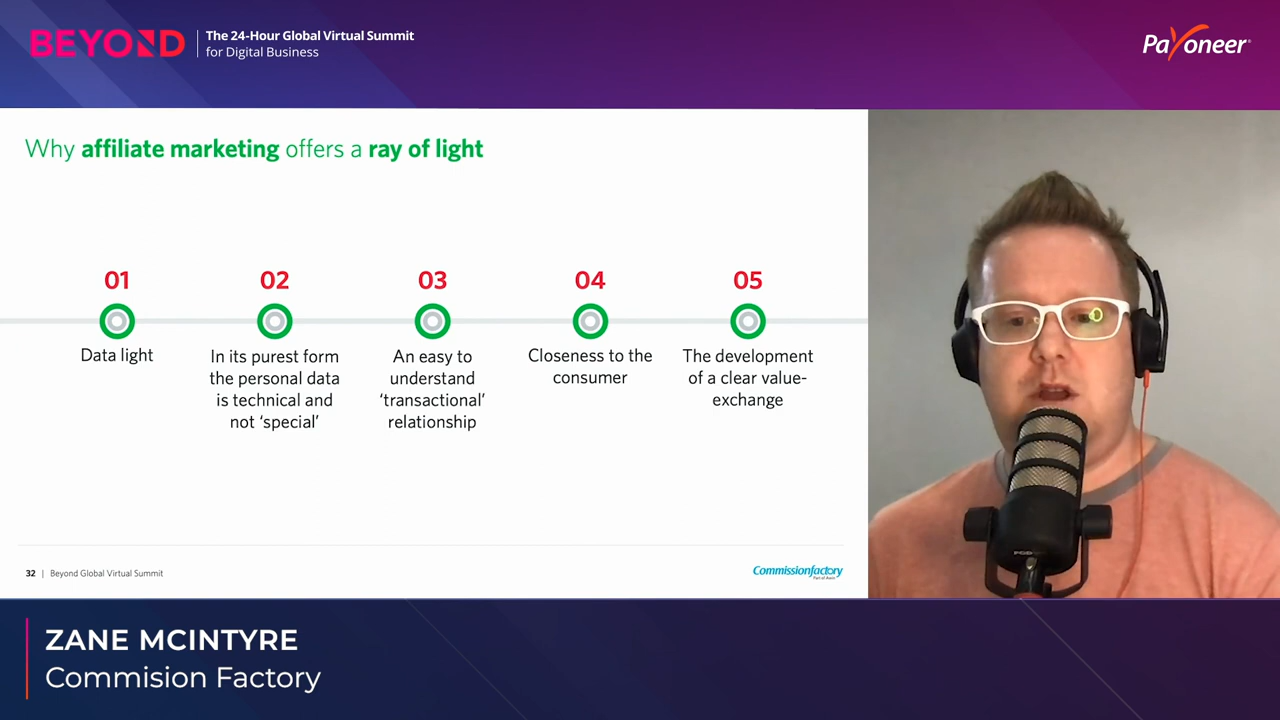 BEYOND
The 24-Hour Global Virtual Summit
for Digital Business
Payoneer
Why affiliate marketing offers a ray of light
01
02
03
04
05
Data light
In its purest form
the personal data
is technical and
not ‘special’
An easy to
understand
‘transactional’
relationship
Closeness to the
consumer
The development
of a clear value-
exchange
32 | Beyond Global Virtual Summit
Commissionfactory
Part of Awin
ZANE MCINTYRE
Commision Factory